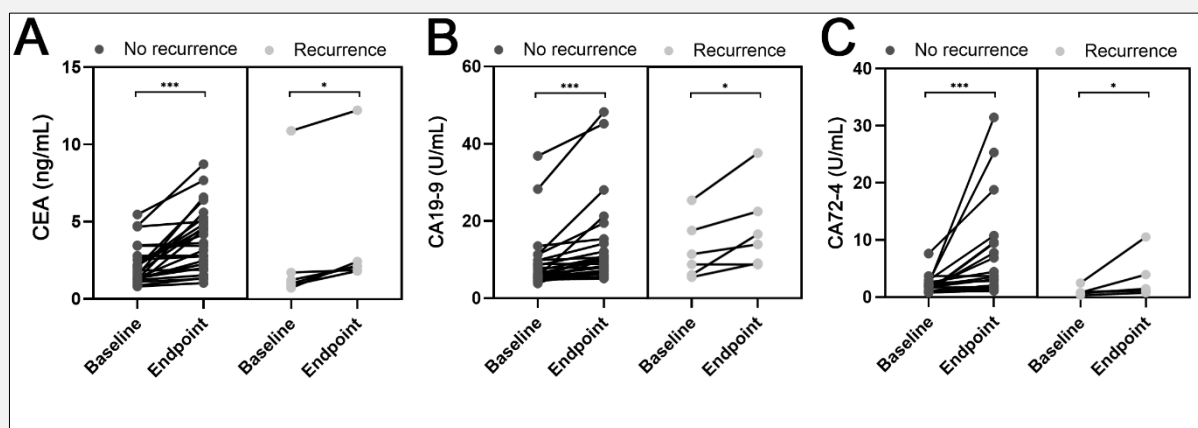 A
No recurrence
Recurrence
CEA (ng/mL)
15
10
5
0
***
*
Baseline
Endpoint
Baseline
Endpoint
B
No recurrence
Recurrence
CA19-9 (U/mL)
60
40
20
0
***
*
Baseline
Endpoint
Baseline
Endpoint
C
No recurrence
Recurrence
CA72-4 (U/mL)
40
30
20
10
0
***
*
Baseline
Endpoint
Baseline
Endpoint